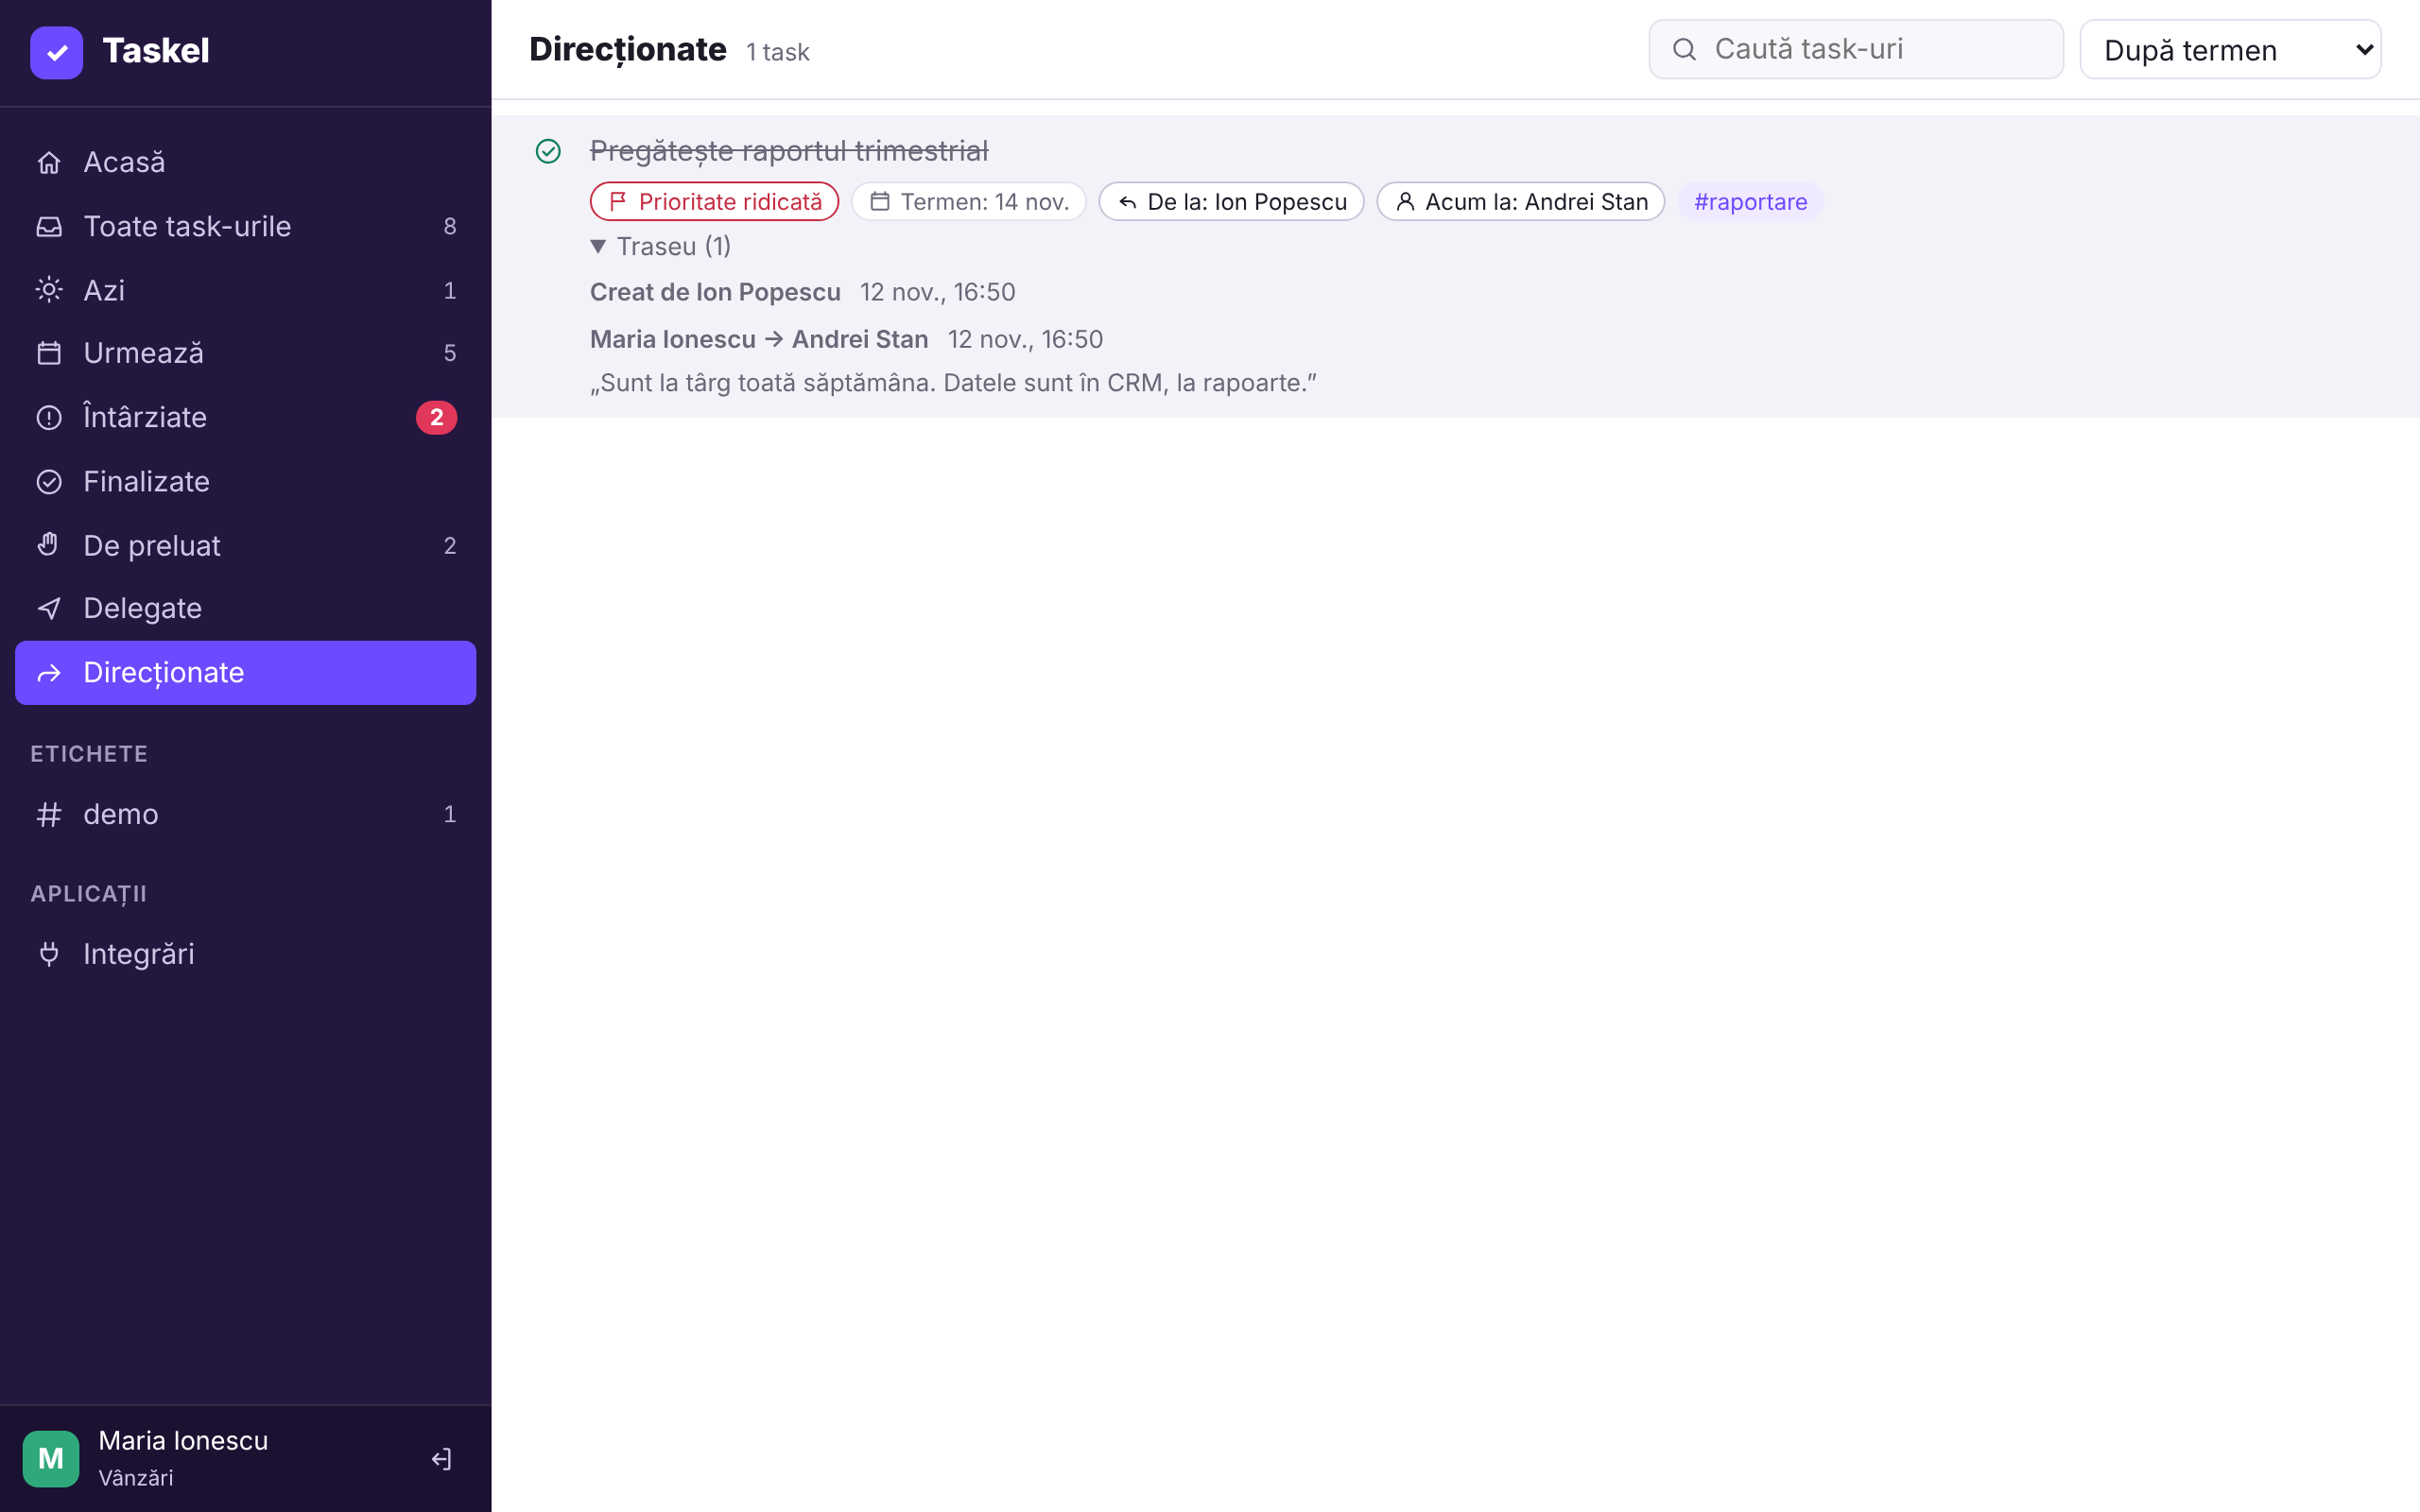 Taskel
Acasă
Toate task-urile 8
Azi 1
Urmează 5
Întârziate 2
Finalizate
De preluat 2
Delegate
Direcționate
ETICHETE
demo 1
APLICAȚII
Integrări
M
Maria Ionescu
Vânzări
Direcționate 1 task
Caută task-uri
După termen
Pregătește raportul trimestrial
Prioritate ridicată Termen: 14 nov. De la: Ion Popescu Acum la: Andrei Stan #raportare
▼ Traseu (1)
Creat de Ion Popescu 12 nov., 16:50
Maria Ionescu → Andrei Stan 12 nov., 16:50
„Sunt la târg toată săptămâna. Datele sunt în CRM, la rapoarte.”